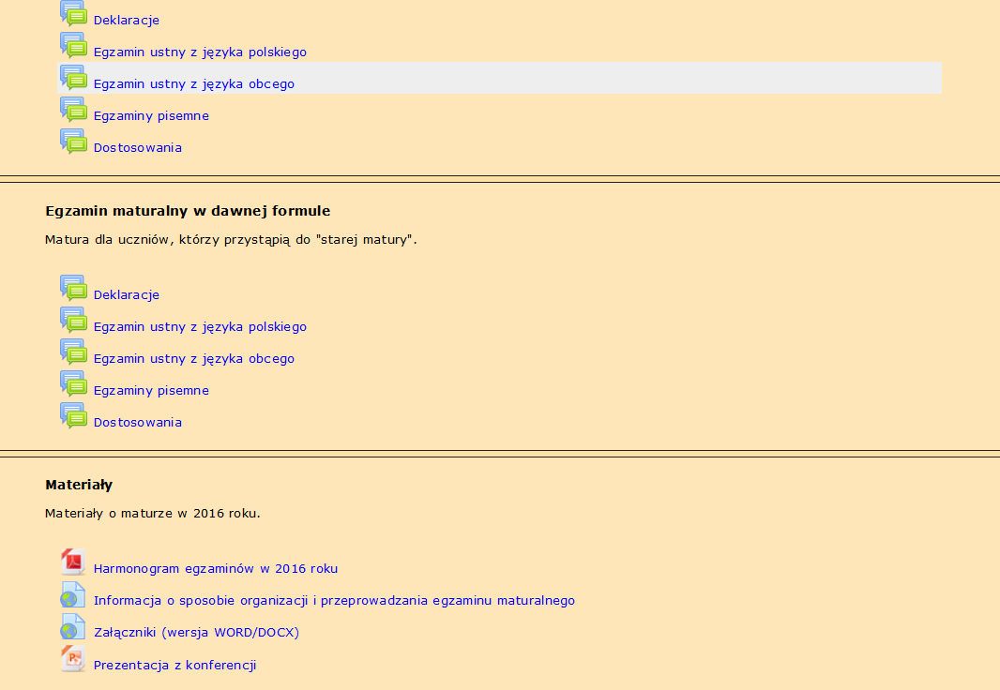 Deklaracje
Egzamin ustny z języka polskiego
Egzamin ustny z języka obcego
Egzaminy pisemne
Dostosowania
Egzamin maturalny w dawnej formule
Matura dla uczniów, którzy przystąpią do "starej matury".
Deklaracje
Egzamin ustny z języka polskiego
Egzamin ustny z języka obcego
Egzaminy pisemne
Dostosowania
Materiały
Materiały o maturze w 2016 roku.
Harmonogram egzaminów w 2016 roku
Informacja o sposobie organizacji i przeprowadzania egzaminu maturalnego
Załączniki (wersja WORD/DOCX)
Prezentacja z konferencji